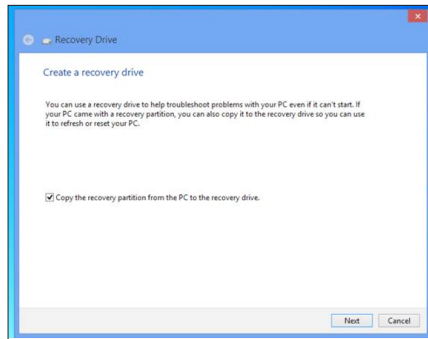 Recovery Drive
Create a recovery drive
You can use a recovery drive to help troubleshoot problems with your PC even if it can't start. If
your PC came with a recovery partition, you can also copy it to the recovery drive so you can use
it to refresh or reset your PC.
Copy the recovery partition from the PC to the recovery drive.
Next Cancel